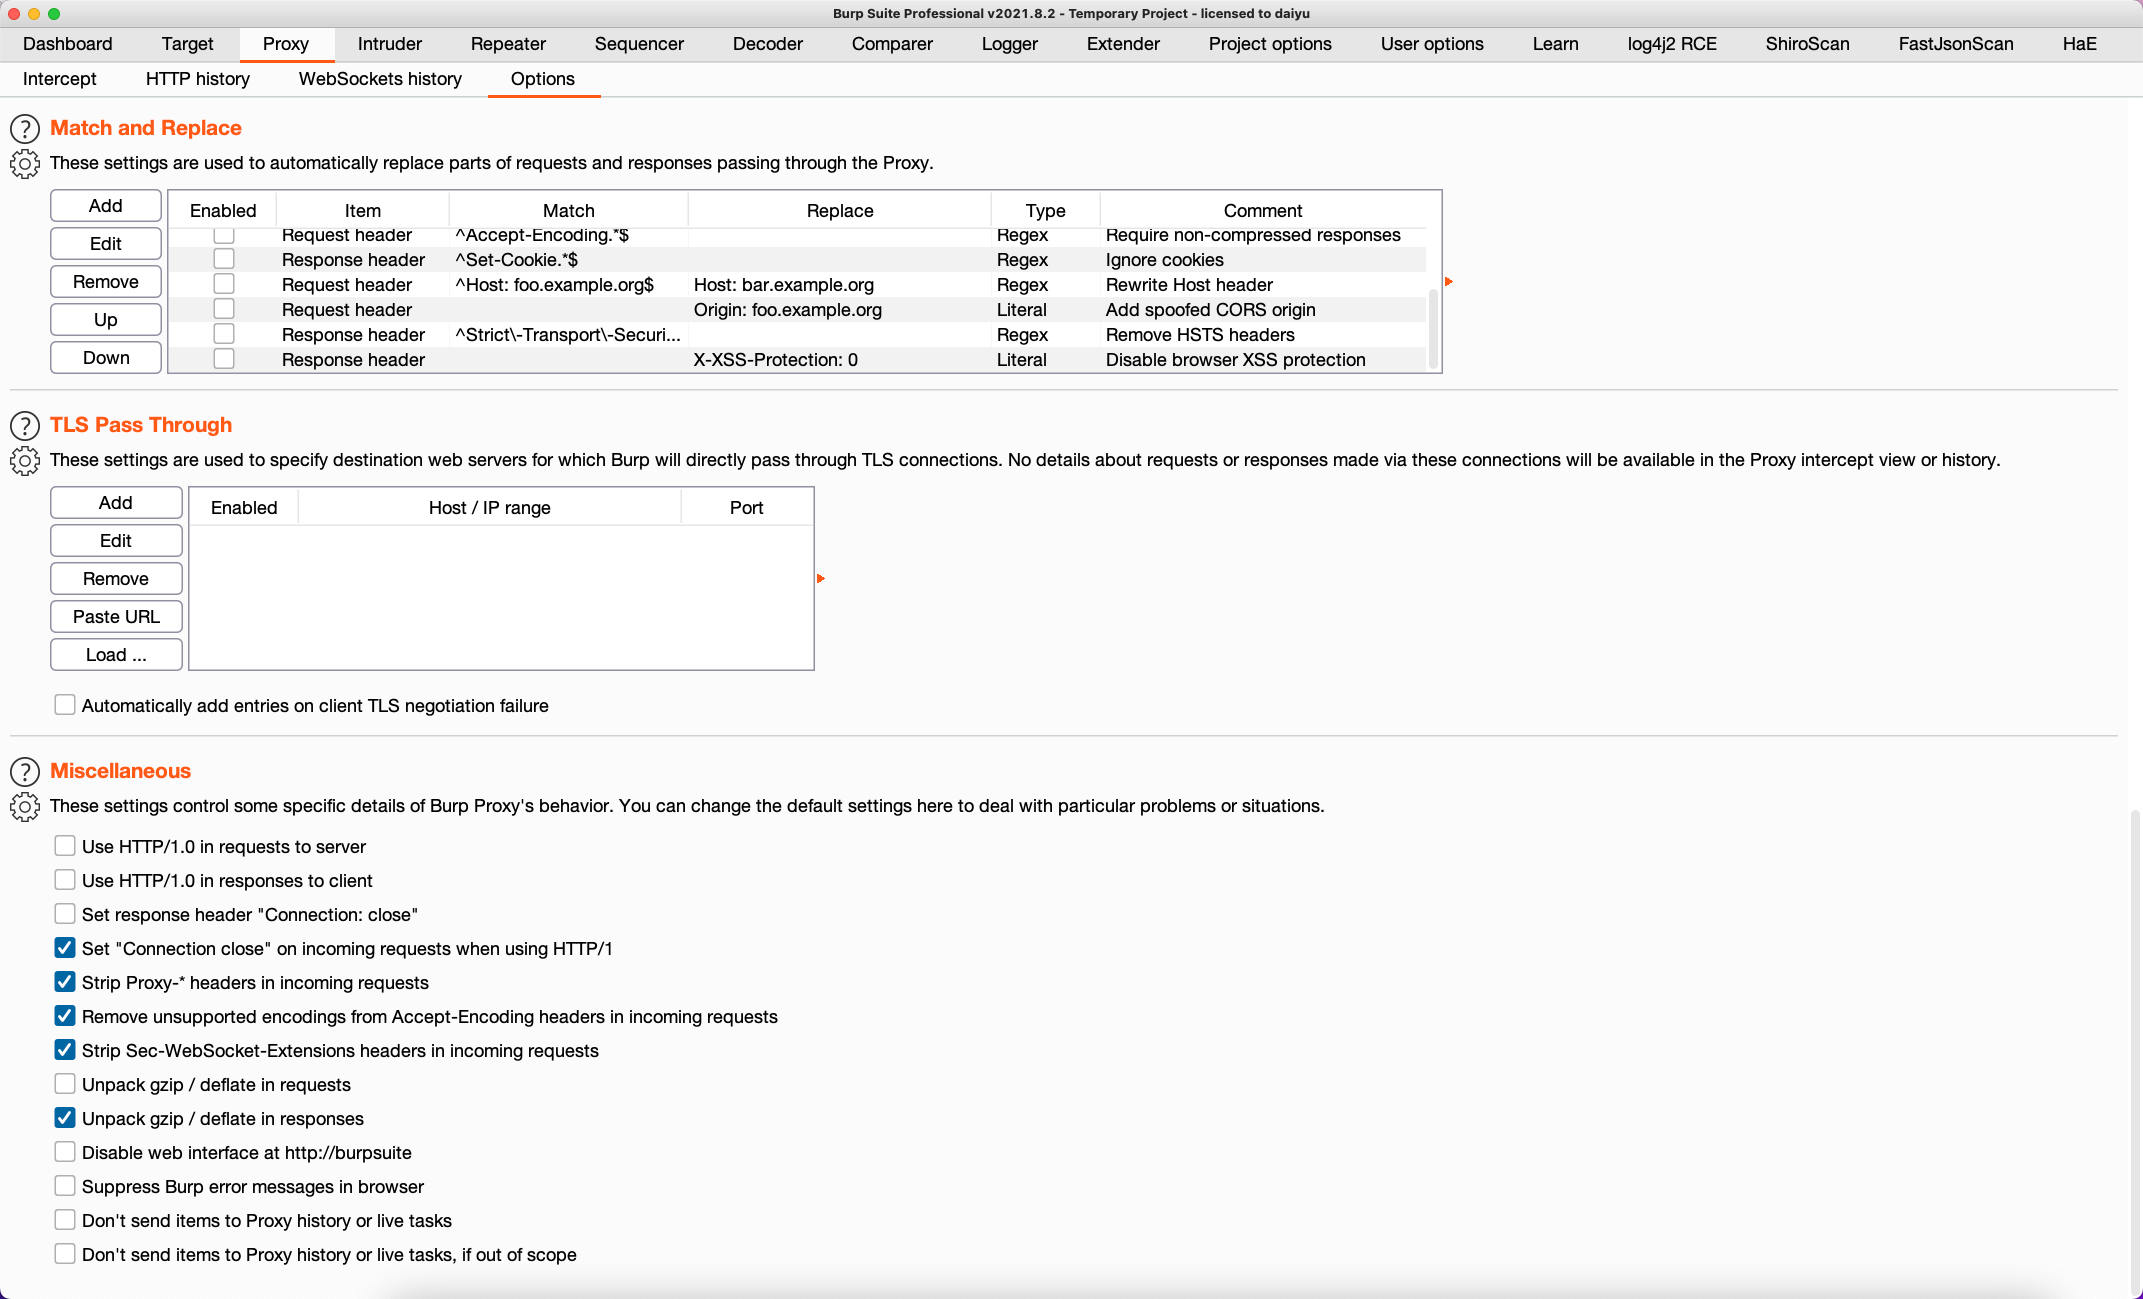 Burp Suite Professional v2021.8.2 - Temporary Project - licensed to daiyu
Dashboard Target Proxy Intruder Repeater Sequencer Decoder Comparer Logger Extender Project options User options Learn log4j2 RCE ShiroScan FastJsonScan HaE
Intercept HTTP history WebSockets history Options
? Match and Replace
These settings are used to automatically replace parts of requests and responses passing through the Proxy.
Add
Edit
Remove
Up
Down
Enabled Item Match Replace Type Comment
Request header ^Accept-Encoding.*$ Regex Require non-compressed responses
Response header ^Set-Cookie.*$ Regex Ignore cookies
Request header ^Host: foo.example.org$ Host: bar.example.org Regex Rewrite Host header
Request header Origin: foo.example.org Literal Add spoofed CORS origin
Response header ^Strict\-Transport\-Securi... Regex Remove HSTS headers
Response header X-XSS-Protection: 0 Literal Disable browser XSS protection
? TLS Pass Through
These settings are used to specify destination web servers for which Burp will directly pass through TLS connections. No details about requests or responses made via these connections will be available in the Proxy intercept view or history.
Add
Edit
Remove
Paste URL
Load ...
Enabled Host / IP range Port
Automatically add entries on client TLS negotiation failure
? Miscellaneous
These settings control some specific details of Burp Proxy's behavior. You can change the default settings here to deal with particular problems or situations.
Use HTTP/1.0 in requests to server
Use HTTP/1.0 in responses to client
Set response header "Connection: close"
Set "Connection close" on incoming requests when using HTTP/1
Strip Proxy-* headers in incoming requests
Remove unsupported encodings from Accept-Encoding headers in incoming requests
Strip Sec-WebSocket-Extensions headers in incoming requests
Unpack gzip / deflate in requests
Unpack gzip / deflate in responses
Disable web interface at http://burpsuite
Suppress Burp error messages in browser
Don't send items to Proxy history or live tasks
Don't send items to Proxy history or live tasks, if out of scope